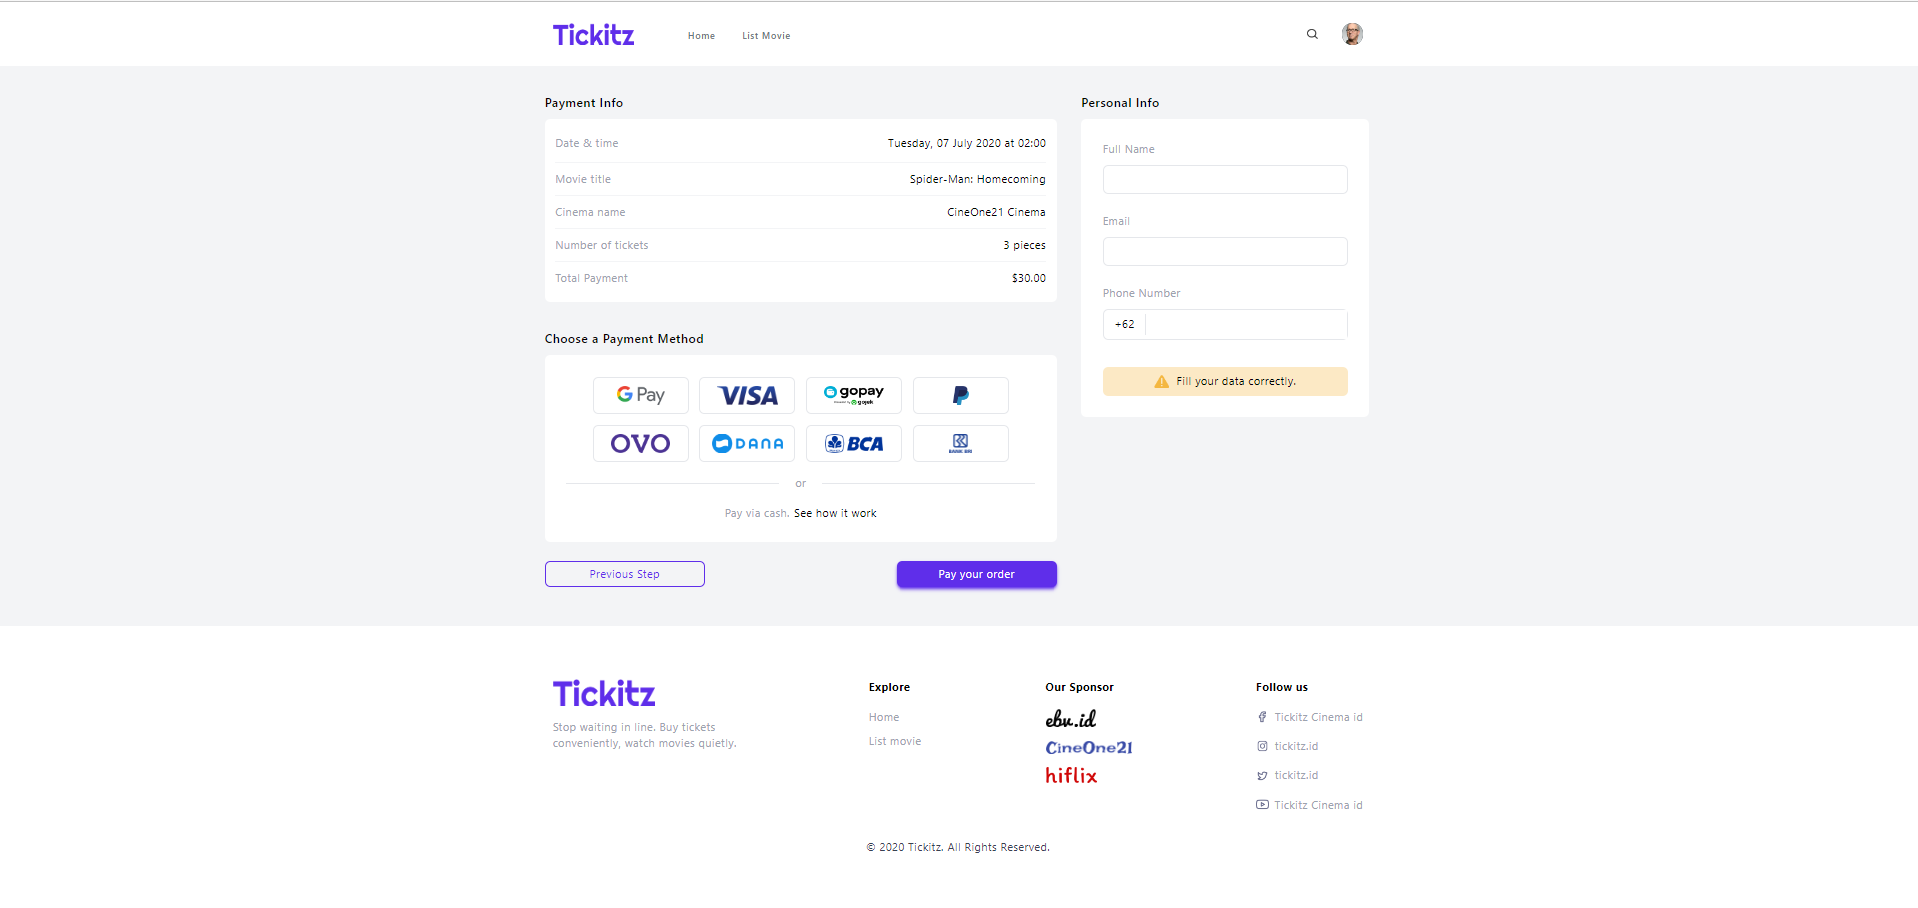 Tickitz
Home
List Movie
Payment Info
Date & time
Tuesday, 07 July 2020 at 02:00
Movie title
Spider-Man: Homecoming
Cinema name
CineOne21 Cinema
Number of tickets
3 pieces
Total Payment
$30.00
Choose a Payment Method
G Pay
VISA
gopay
gojek
OVO
DANA
BCA
BANK BRI
or
Pay via cash. See how it work
Previous Step
Pay your order
Personal Info
Full Name
Email
Phone Number
+62
Fill your data correctly.
Tickitz
Stop waiting in line. Buy tickets
conveniently, watch movies quietly.
Explore
Home
List movie
Our Sponsor
ebv.id
CineOne21
hiflix
Follow us
Tickitz Cinema id
tickitz.id
tickitz.id
Tickitz Cinema id
© 2020 Tickitz. All Rights Reserved.